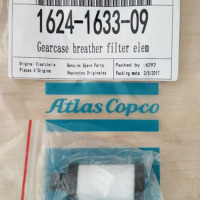 1624-1633-09
Gearcase breather filter elem
Original Ersatzteile Genuine Spare Parts Packed by : 6292
Pièces d'Origine Repuestos Originales Packing date : 2/5/2017
Atlas Copco